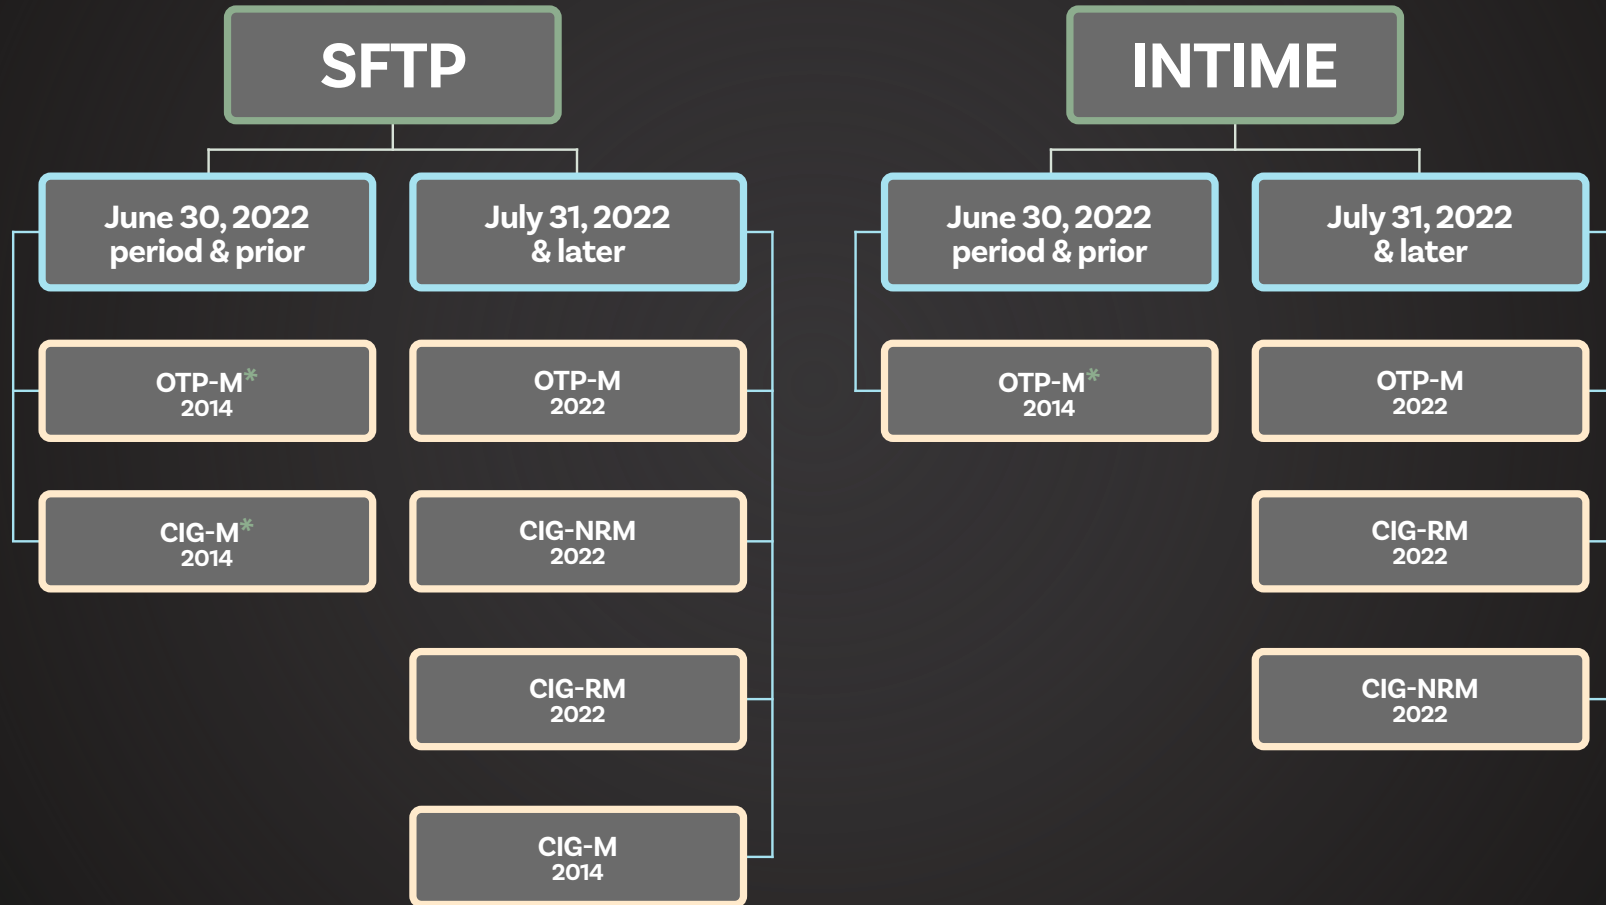 SFTP
June 30, 2022
period & prior
July 31, 2022
& later
OTP-M*
2014
OTP-M
2022
CIG-M*
2014
CIG-NRM
2022
CIG-RM
2022
CIG-M
2014
INTIME
June 30, 2022
period & prior
July 31, 2022
& later
OTP-M*
2014
OTP-M
2022
CIG-RM
2022
CIG-NRM
2022